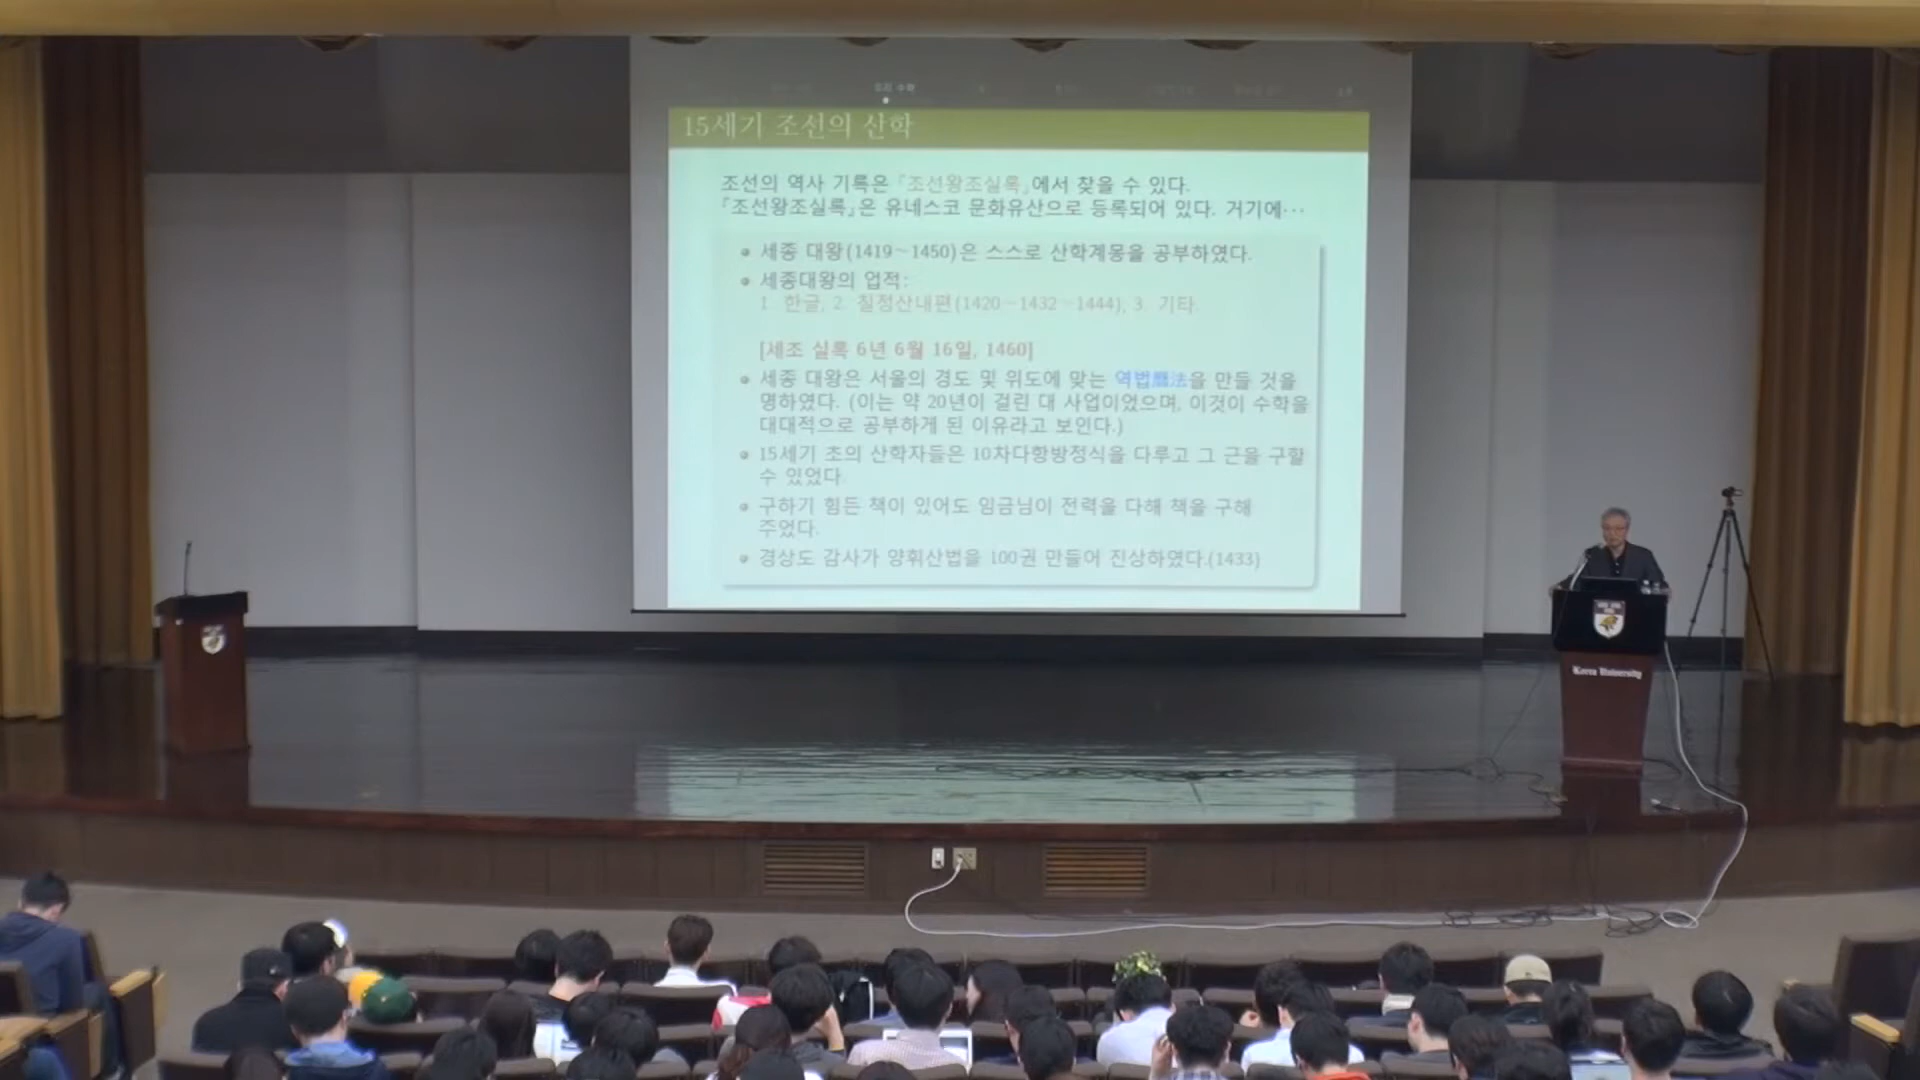 우리 수학
15세기 조선의 산학
조선의 역사 기록은 『조선왕조실록』에서 찾을 수 있다.
『조선왕조실록』은 유네스코 문화유산으로 등록되어 있다. 거기에…
세종 대왕(1419~1450)은 스스로 산학계몽을 공부하였다.
세종대왕의 업적:
1. 한글, 2. 칠정산내편(1420~1432~1444), 3. 기타.
[세조 실록 6년 6월 16일, 1460]
세종 대왕은 서울의 경도 및 위도에 맞는 역법曆法을 만들 것을
명하였다. (이는 약 20년이 걸린 대 사업이었으며, 이것이 수학을
대대적으로 공부하게 된 이유라고 보인다.)
15세기 초의 산학자들은 10차다항방정식을 다루고 그 근을 구할
수 있었다.
구하기 힘든 책이 있어도 임금님이 전력을 다해 책을 구해
주었다.
경상도 감사가 양휘산법을 100권 만들어 진상하였다.(1433)
Korea University